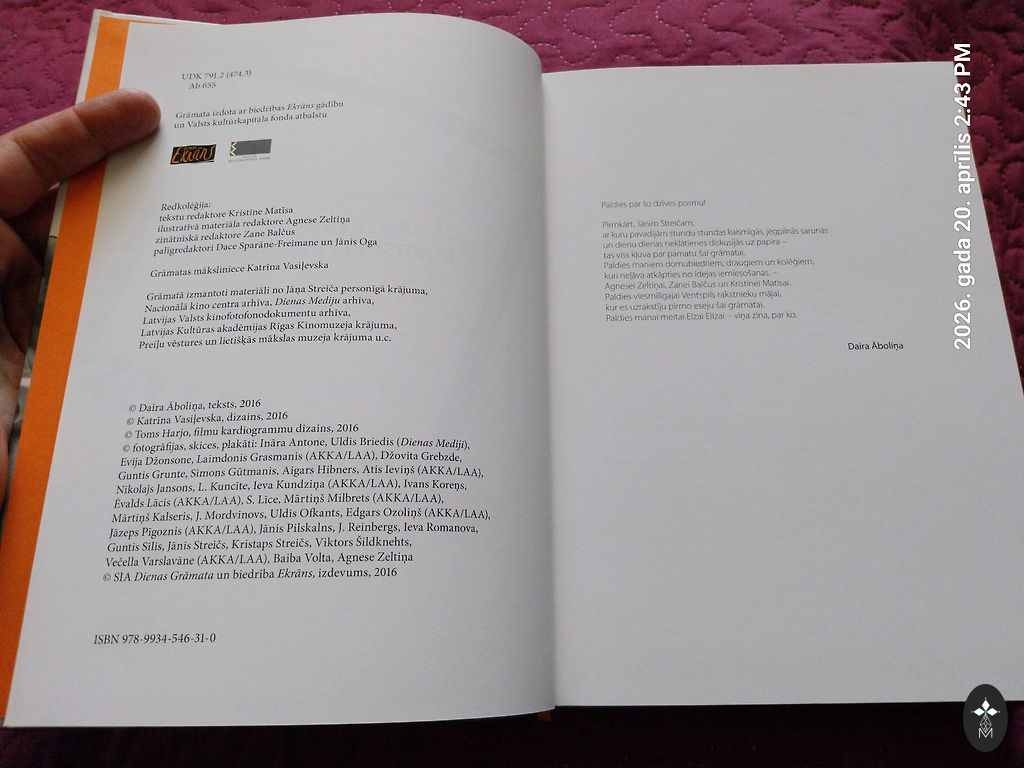 UDK 791.2 (474.3)
Ab 655
Grāmata izdota ar biedrības Ekrāns gādību
un Valsts kultūrkapitāla fonda atbalstu
Ekrāns
Redkolēģija:
tekstu redaktore Kristīne Matīsa
ilustratīvā materiāla redaktore Agnese Zeltiņa
zinātniskā redaktore Zane Balčus
palīgredaktori Dace Sparāne-Freimane un Jānis Oga
Grāmatas māksliniece Katrīna Vasiļevska
Grāmatā izmantoti materiāli no Jāņa Streiča personīgā krājuma,
Nacionālā kino centra arhīva, Dienas Mediju arhīva,
Latvijas Valsts kinofotofonodokumentu arhīva,
Latvijas Kultūras akadēmijas Rīgas Kinomuzeja krājuma,
Preiļu vēstures un lietišķās mākslas muzeja krājuma u.c.
© Daira Āboliņa, teksts, 2016
© Katrīna Vasiļevska, dizains, 2016
© Toms Harjo, filmu kardiogrammu dizains, 2016
© fotogrāfijas, skices, plakāti: Ināra Antone, Uldis Briedis (Dienas Mediji),
Evija Džonsone, Laimdonis Grasmanis (AKKA/LAA), Džovita Grebzde,
Guntis Grunte, Simons Gūtmanis, Aigars Hibners, Atis Ieviņš (AKKA/LAA),
Nikolajs Jansons, L. Kuncīte, Ieva Kundziņa (AKKA/LAA), Ivans Koreņs,
Ēvalds Lācis (AKKA/LAA), S. Līce, Mārtiņš Milbrets (AKKA/LAA),
Mārtiņš Kalseris, J. Mordvinovs, Uldis Ofkants, Edgars Ozoliņš (AKKA/LAA),
Jāzeps Pīgoznis (AKKA/LAA), Jānis Pilskalns, J. Reinbergs, Ieva Romanova,
Guntis Sīlis, Jānis Streičs, Kristaps Streičs, Viktors Šildknehts,
Večella Varslavāne (AKKA/LAA), Baiba Volta, Agnese Zeltiņa
© SIA Dienas Grāmata un biedrība Ekrāns, izdevums, 2016
ISBN 978-9934-546-31-0
Paldies par šo dzīves posmu!
Pirmkārt, Jānim Streičam,
ar kuru pavadījām stundu stundas kaismīgās, jēgpilnās sarunās
un dienu dienas neklātienes diskusijās uz papīra –
tas viss kļuva par pamatu šai grāmatai.
Paldies maniem domubiedriem, draugiem un kolēģiem,
kuri neļāva atkāpties no idejas iemiesošanas, –
Agnesei Zeltiņai, Zanei Balčus un Kristīnei Matīsai.
Paldies viesmīlīgajai Ventspils rakstnieku mājai,
kur es uzrakstīju pirmo eseju šai grāmatai.
Paldies manai meitai Elzai Elīzai – viņa zina, par ko.
Daira Āboliņa
2026. gada 20. aprīlis 2:43 PM
M